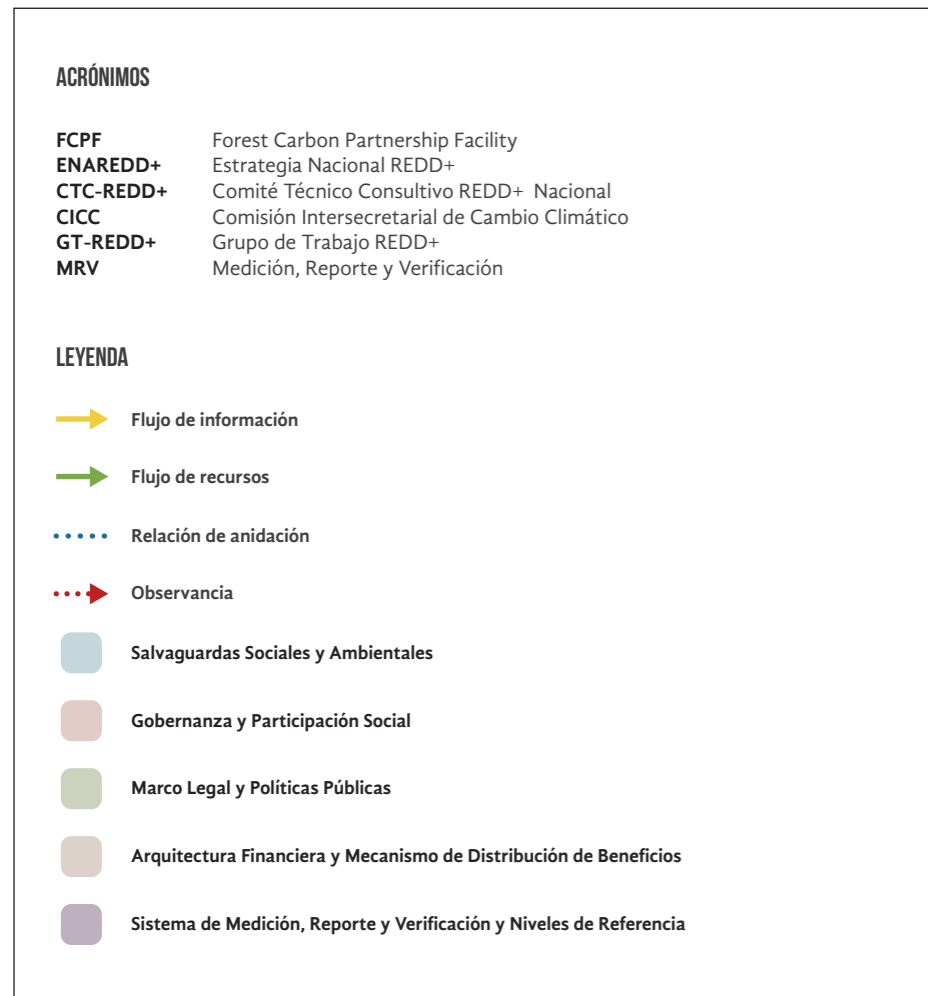 ACRÓNIMOS
FCPF Forest Carbon Partnership Facility
ENAREDD+ Estrategia Nacional REDD+
CTC-REDD+ Comité Técnico Consultivo REDD+ Nacional
CICC Comisión Intersecretarial de Cambio Climático
GT-REDD+ Grupo de Trabajo REDD+
MRV Medición, Reporte y Verificación
LEYENDA
Flujo de información
Flujo de recursos
Relación de anidación
Observancia
Salvaguardas Sociales y Ambientales
Gobernanza y Participación Social
Marco Legal y Políticas Públicas
Arquitectura Financiera y Mecanismo de Distribución de Beneficios
Sistema de Medición, Reporte y Verificación y Niveles de Referencia